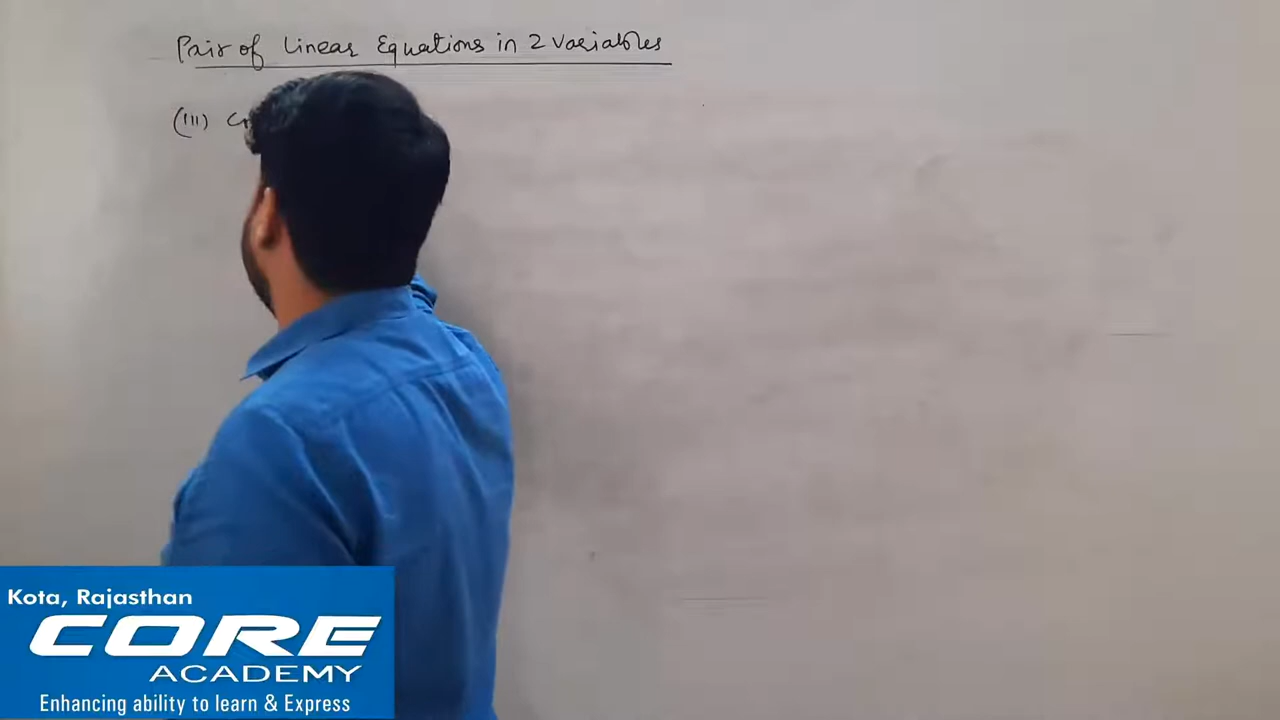 Pair of Linear Equations in 2 Variables
(III)
Kota, Rajasthan
CORE
ACADEMY
Enhancing ability to learn & Express